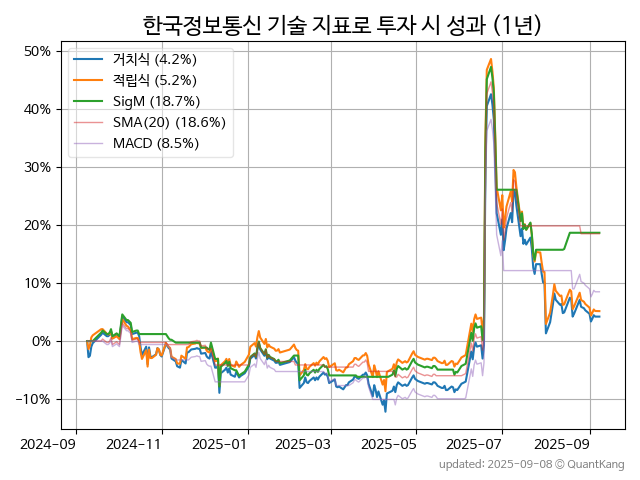 한국정보통신 기술 지표로 투자 시 성과 (1년)
50%
40%
30%
20%
10%
0%
−10%
거치식 (4.2%)
적립식 (5.2%)
SigM (18.7%)
SMA(20) (18.6%)
MACD (8.5%)
2024-09
2024-11
2025-01
2025-03
2025-05
2025-07
2025-09
updated: 2025-09-08 © QuantKang